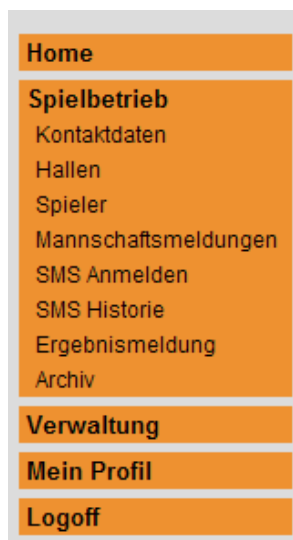 Home
Spielbetrieb
Kontaktdaten
Hallen
Spieler
Mannschaftsmeldungen
SMS Anmelden
SMS Historie
Ergebnismeldung
Archiv
Verwaltung
Mein Profil
Logoff